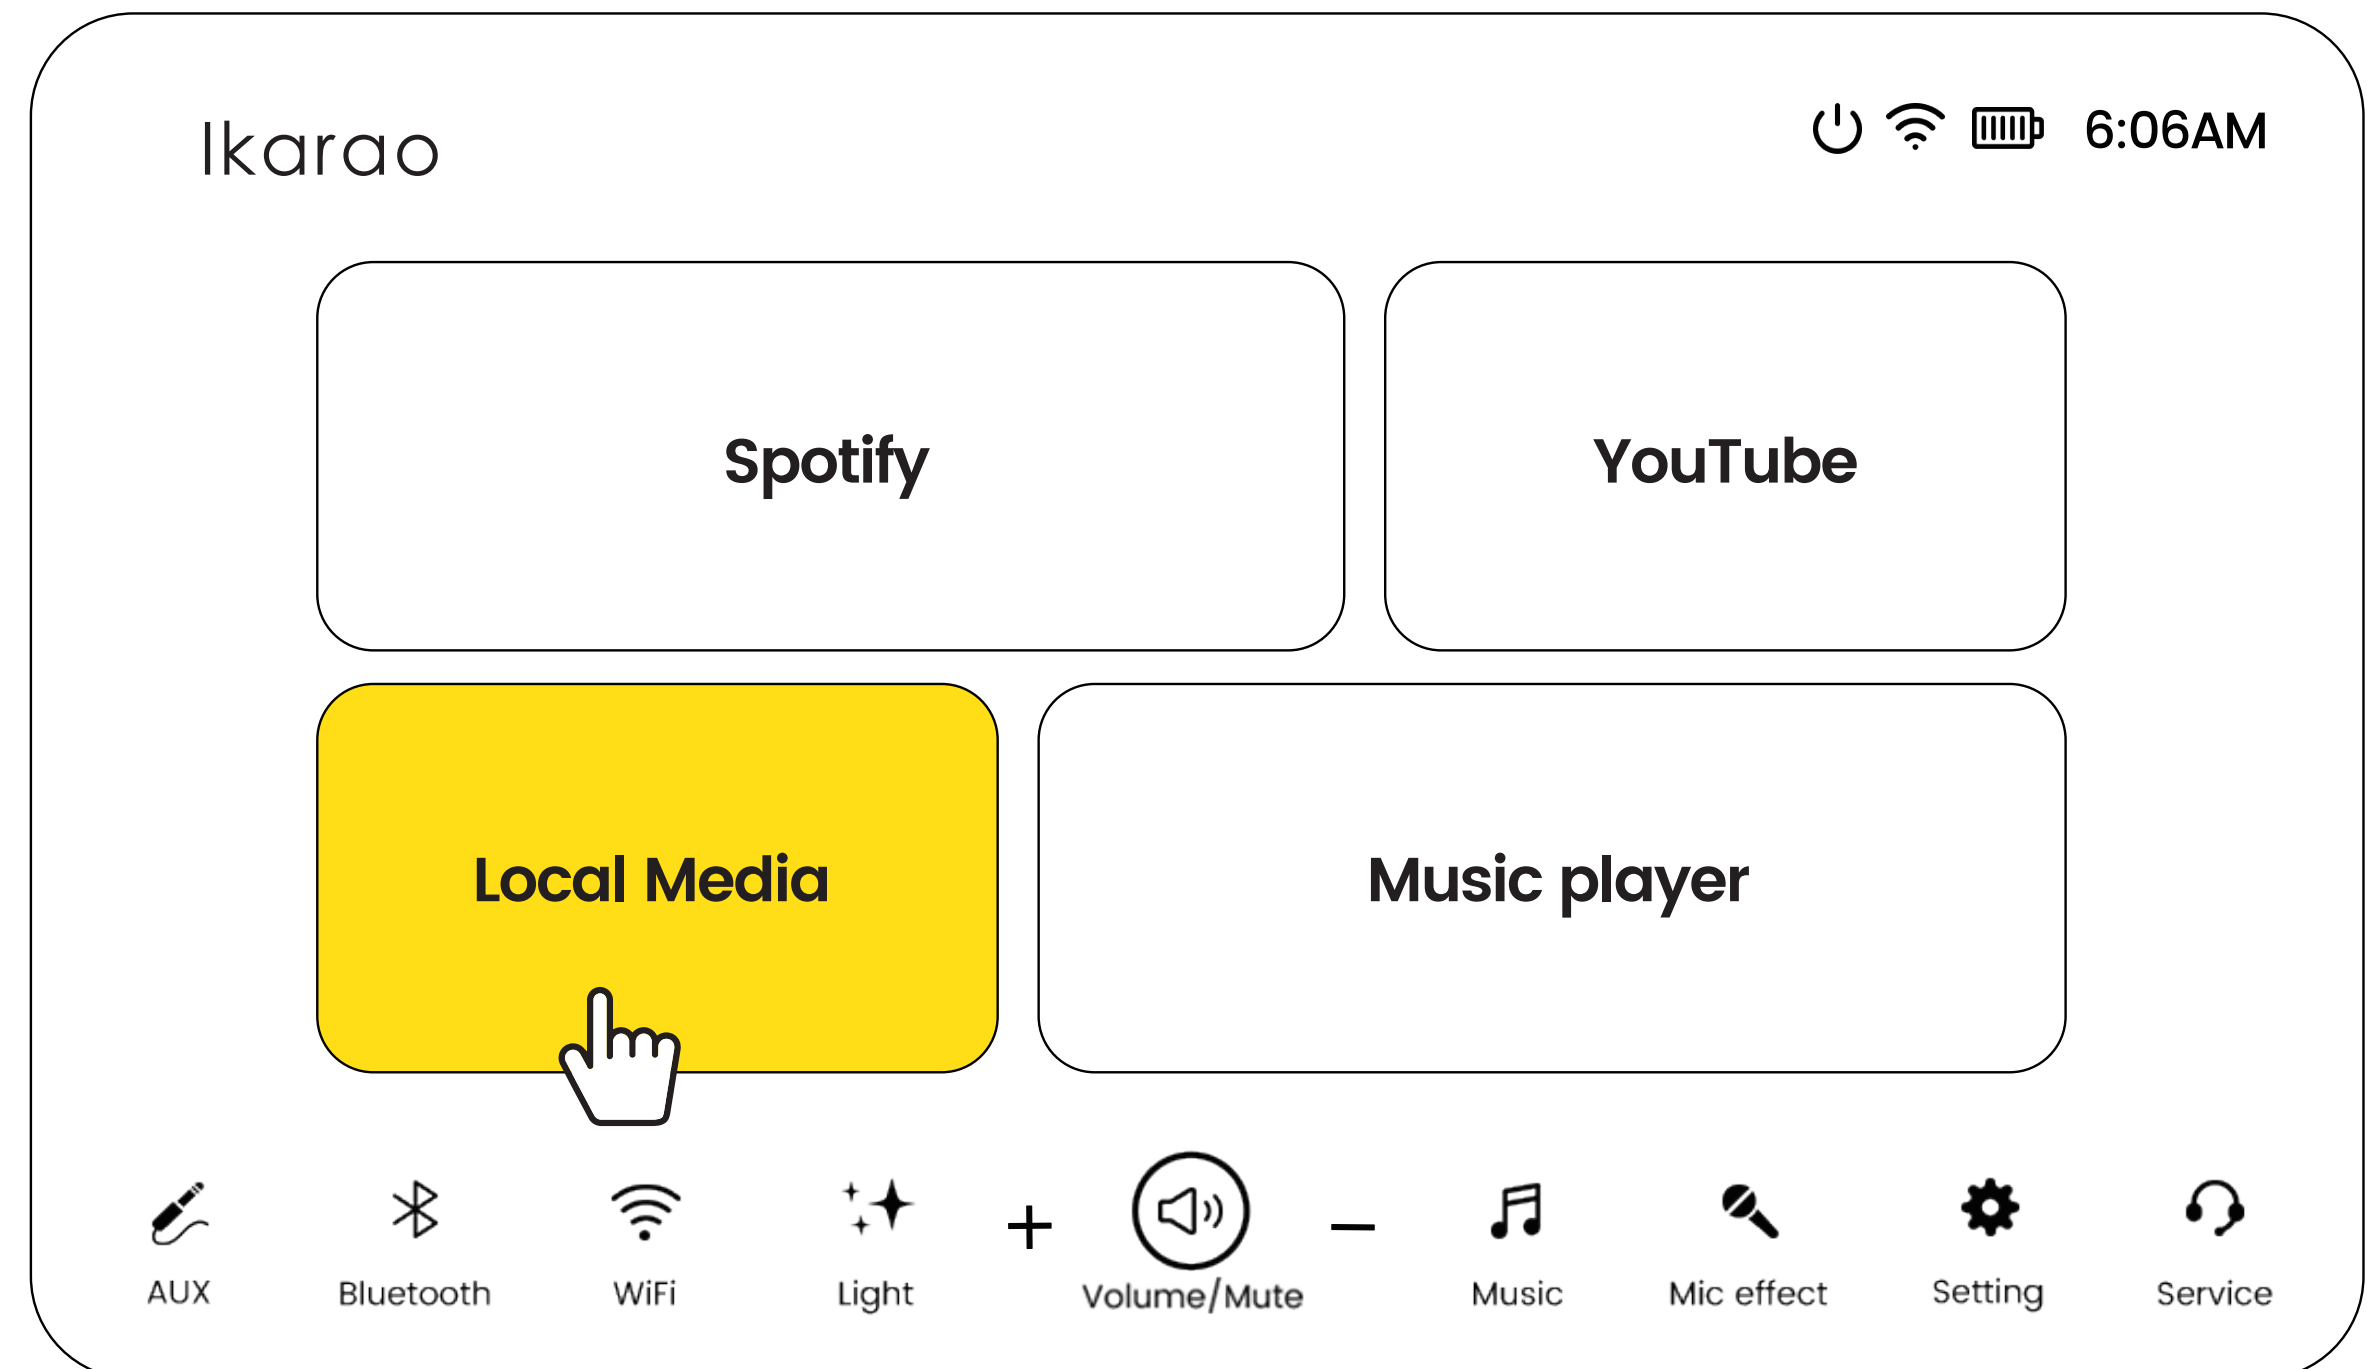 Ikarao
6:06AM
Spotify
YouTube
Local Media
Music player
+
−
AUX
Bluetooth
WiFi
Light
Volume/Mute
Music
Mic effect
Setting
Service